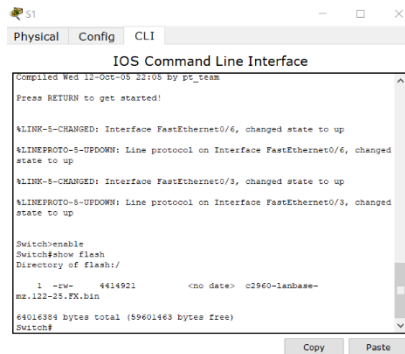 S1
Physical Config CLI
IOS Command Line Interface
Compiled Wed 12-Oct-05 22:05 by pt_team
Press RETURN to get started!
%LINK-5-CHANGED: Interface FastEthernet0/6, changed state to up
%LINEPROTO-5-UPDOWN: Line protocol on Interface FastEthernet0/6, changed
state to up
%LINK-5-CHANGED: Interface FastEthernet0/3, changed state to up
%LINEPROTO-5-UPDOWN: Line protocol on Interface FastEthernet0/3, changed
state to up
Switch>enable
Switch#show flash
Directory of flash:/
1 -rw- 4414921 <no date> c2960-lanbase-
mz.122-25.FX.bin
64016384 bytes total (59601463 bytes free)
Switch#
Copy Paste